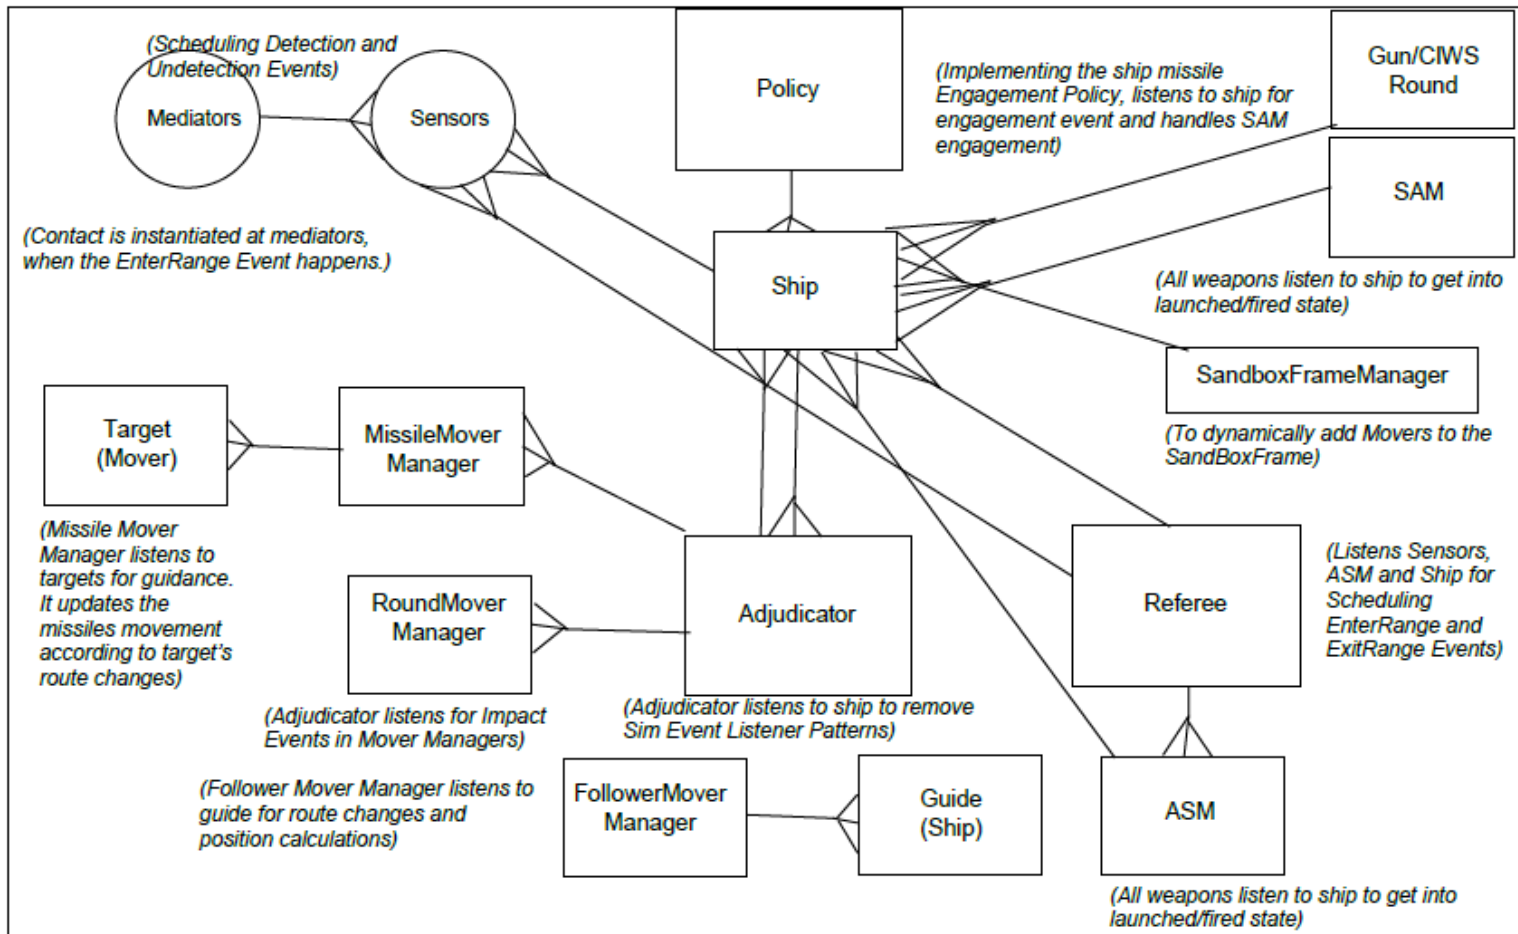 (Scheduling Detection and
Undetection Events)
Mediators
Sensors
Policy
(Implementing the ship missile
Engagement Policy, listens to ship for
engagement event and handles SAM
engagement)
Gun/CIWS
Round
SAM
(Contact is instantiated at mediators,
when the EnterRange Event happens.)
Ship
(All weapons listen to ship to get into
launched/fired state)
SandboxFrameManager
(To dynamically add Movers to the
SandBoxFrame)
Target
(Mover)
MissileMover
Manager
(Missile Mover
Manager listens to
targets for guidance.
It updates the
missiles movement
according to target's
route changes)
RoundMover
Manager
Adjudicator
Referee
(Listens Sensors,
ASM and Ship for
Scheduling
EnterRange and
ExitRange Events)
(Adjudicator listens for Impact
Events in Mover Managers)
(Adjudicator listens to ship to remove
Sim Event Listener Patterns)
(Follower Mover Manager listens to
guide for route changes and
position calculations)
FollowerMover
Manager
Guide
(Ship)
ASM
(All weapons listen to ship to get into
launched/fired state)